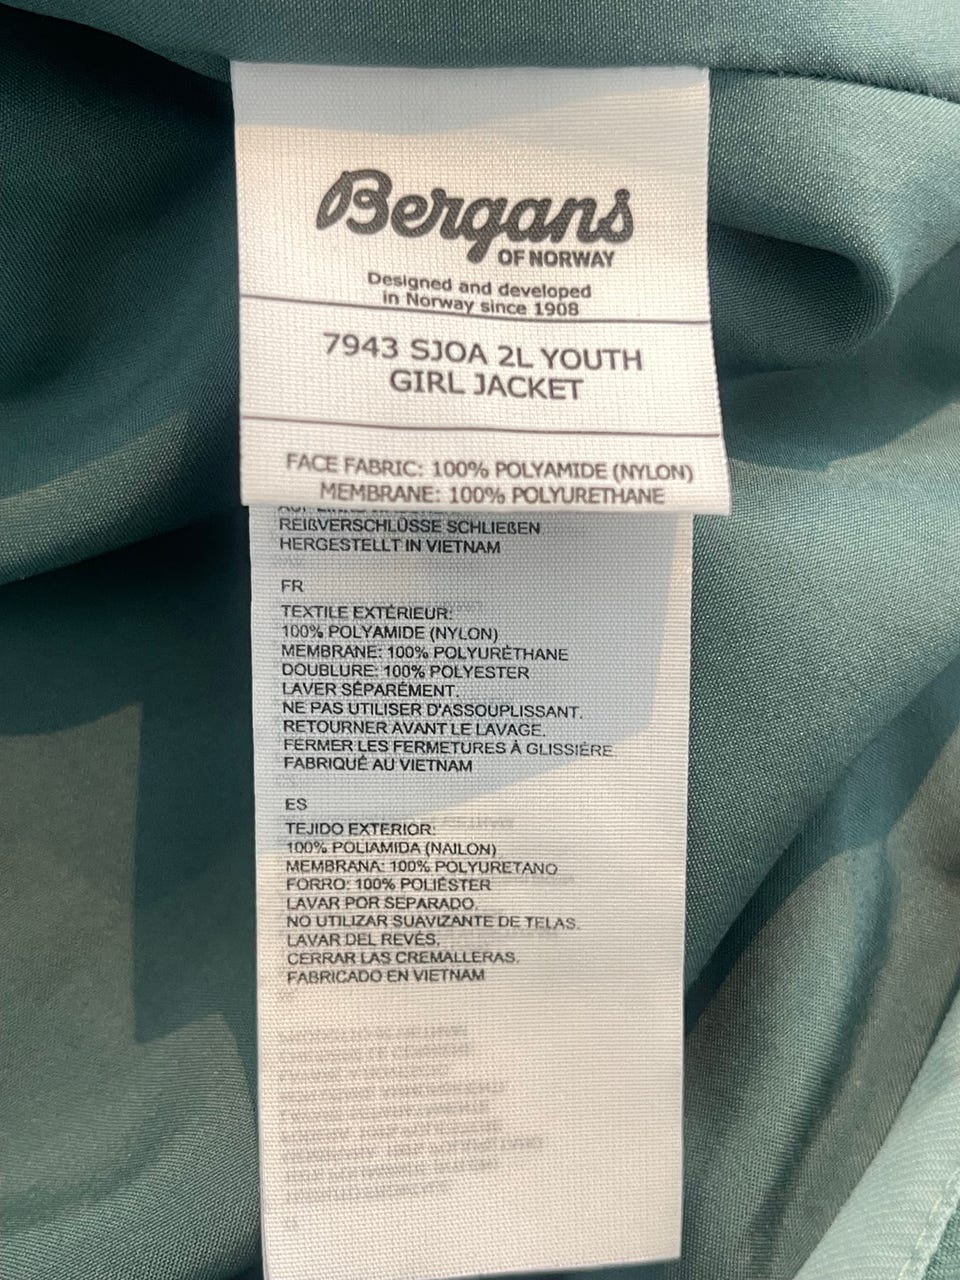 Bergans
OF NORWAY
Designed and developed
in Norway since 1908
7943 SJOA 2L YOUTH
GIRL JACKET
FACE FABRIC: 100% POLYAMIDE (NYLON)
MEMBRANE: 100% POLYURETHANE
REIßVERSCHLÜSSE SCHLIEßEN
HERGESTELLT IN VIETNAM
FR
TEXTILE EXTÉRIEUR:
100% POLYAMIDE (NYLON)
MEMBRANE: 100% POLYURÉTHANE
DOUBLURE: 100% POLYESTER
LAVER SÉPARÉMENT.
NE PAS UTILISER D'ASSOUPLISSANT.
RETOURNER AVANT LE LAVAGE.
FERMER LES FERMETURES À GLISSIÈRE
FABRIQUÉ AU VIETNAM
ES
TEJIDO EXTERIOR:
100% POLIAMIDA (NAILON)
MEMBRANA: 100% POLYURETANO
FORRO: 100% POLIÉSTER
LAVAR POR SEPARADO.
NO UTILIZAR SUAVIZANTE DE TELAS.
LAVAR DEL REVÉS.
CERRAR LAS CREMALLERAS.
FABRICADO EN VIETNAM